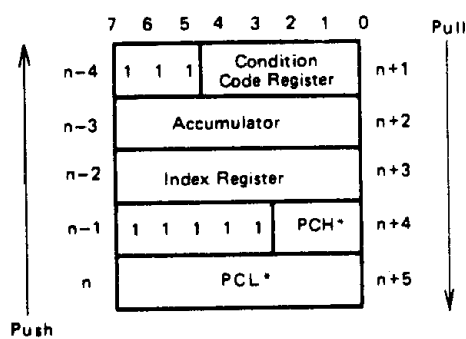 7 6 5 4 3 2 1 0
Pull
n-4 1 1 1 Condition Code Register n+1
n-3 Accumulator n+2
n-2 Index Register n+3
n-1 1 1 1 1 1 PCH* n+4
n PCL* n+5
Push